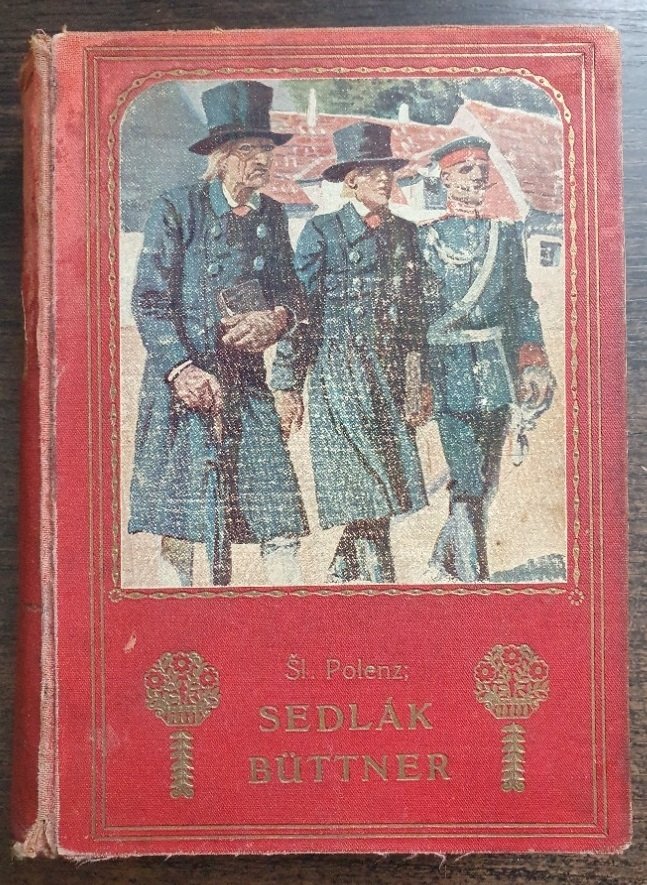 Šl. Polenz;
SEDLÁK
BÜTTNER